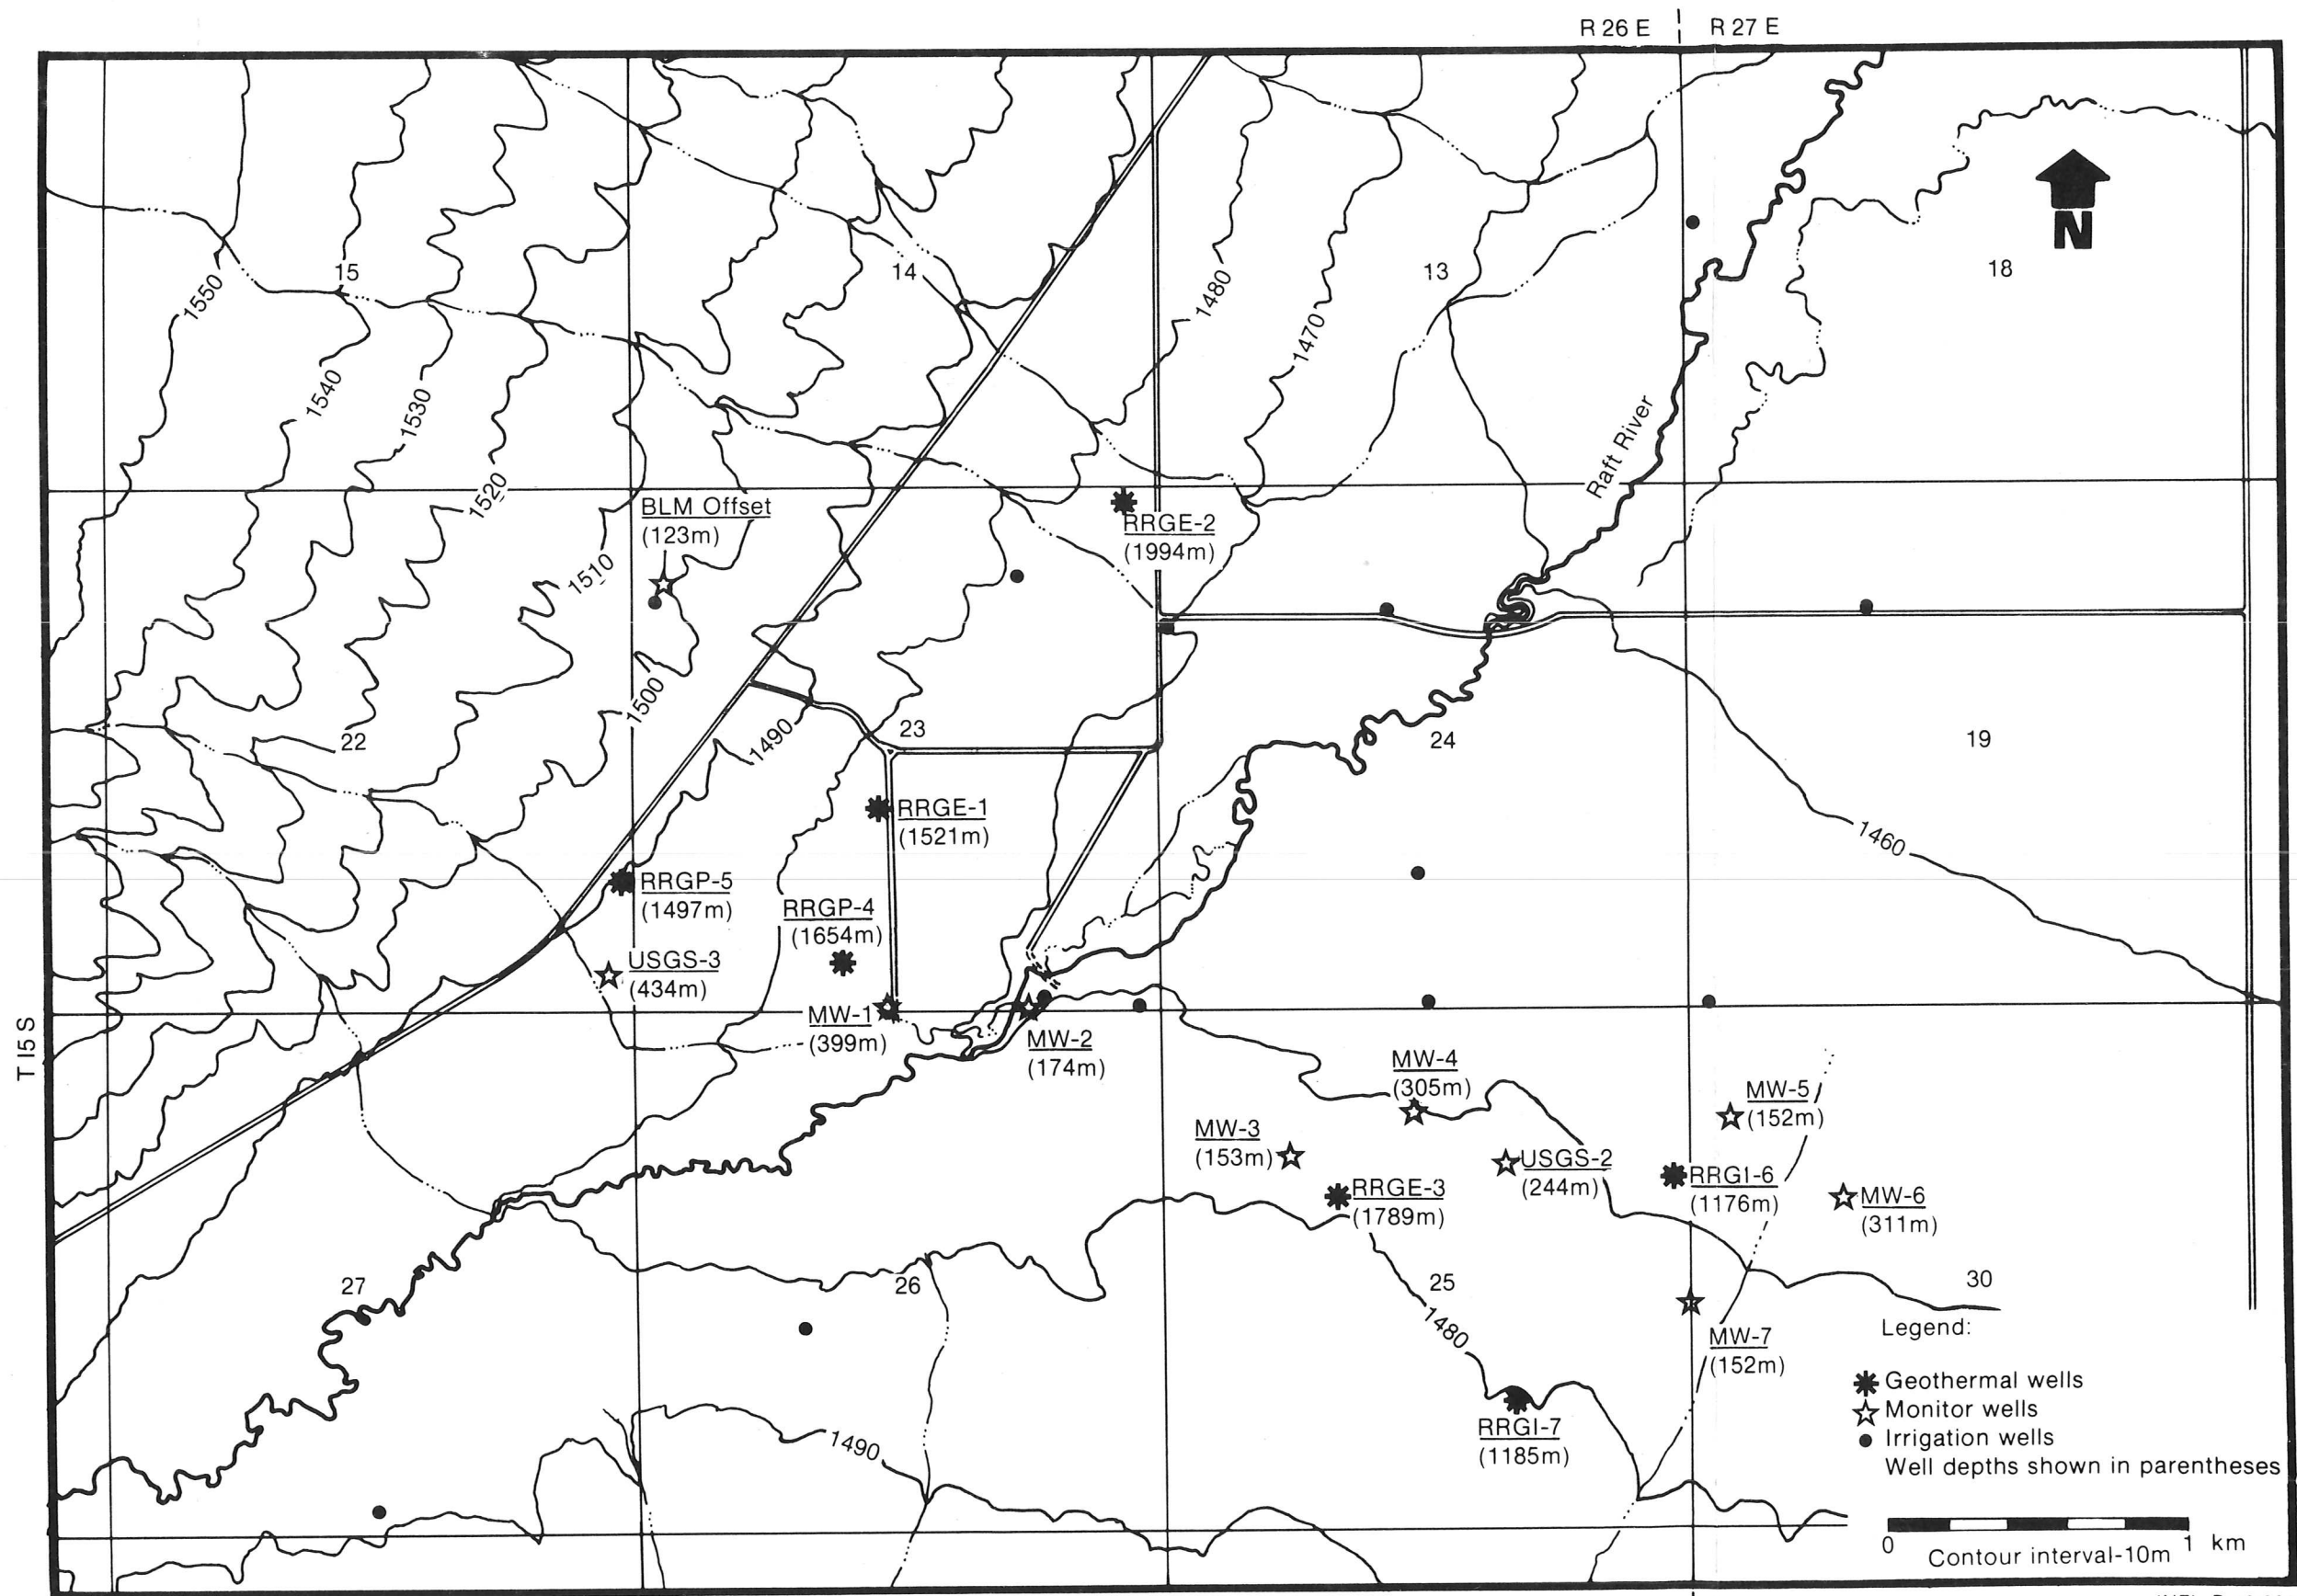 R 26 E R 27 E
N
15
14
13
18
1550
1480
1470
1540
1530
Raft River
1520
BLM Offset
(123m)
RRGE-2
(1994m)
1510
1500
22
1490
23
24
19
RRGE-1
(1521m)
1460
RRGP-5
(1497m)
RRGP-4
(1654m)
USGS-3
(434m)
MW-1
(399m)
T 15 S
MW-2
(174m)
MW-4
(305m)
MW-5
(152m)
MW-3
(153m)
USGS-2
(244m)
RRGI-6
(1176m)
RRGE-3
(1789m)
MW-6
(311m)
27
26
25
30
1480
Legend:
MW-7
(152m)
Geothermal wells
Monitor wells
Irrigation wells
Well depths shown in parentheses
RRGI-7
(1185m)
1490
0 1 km
Contour interval-10m